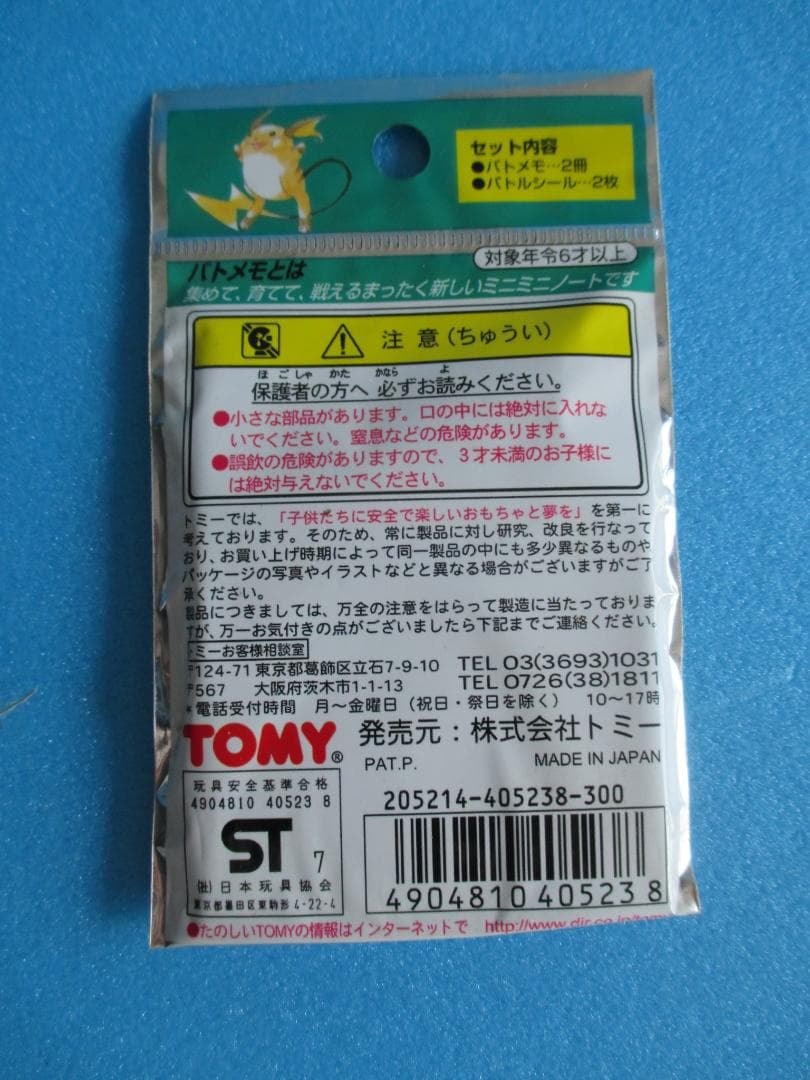 セット内容
●バトメモ…2冊
●バトルシール…2枚
対象年令6才以上
バトメモとは
集めて、育てて、戦えるまったく新しいミニミニノートです
注意(ちゅうい)
ほごしゃ かた かなら よ
保護者の方へ 必ずお読みください。
●小さな部品があります。口の中には絶対に入れな
いでください。窒息などの危険があります。
●誤飲の危険がありますので、3才未満のお子様に
は絶対与えないでください。
トミーでは、「子供たちに安全で楽しいおもちゃと夢を」を第一に
考えております。そのため、常に製品に対し研究、改良を行なって
おり、お買い上げ時期によって同一製品の中にも多少異なるものや
パッケージの写真やイラストなどと異なる場合がございますがご了
承ください。
製品につきましては、万全の注意をはらって製造に当たっておりま
すが、万一お気付きの点がございましたら下記までご連絡ください。
トミーお客様相談室
〒124-71 東京都葛飾区立石7-9-10 TEL 03(3693)1031
〒567 大阪府茨木市1-1-13 TEL 0726(38)1811
*電話受付時間 月〜金曜日(祝日・祭日を除く) 10〜17時
TOMY® 発売元:株式会社トミー
PAT.P. MADE IN JAPAN
玩具安全基準合格
4904810 40523 8
ST 7
(社)日本玩具協会
東京都墨田区東駒形4-22-4
205214-405238-300
4904810405238
●たのしいTOMYの情報はインターネットで http://www.dir.co.jp/tomy